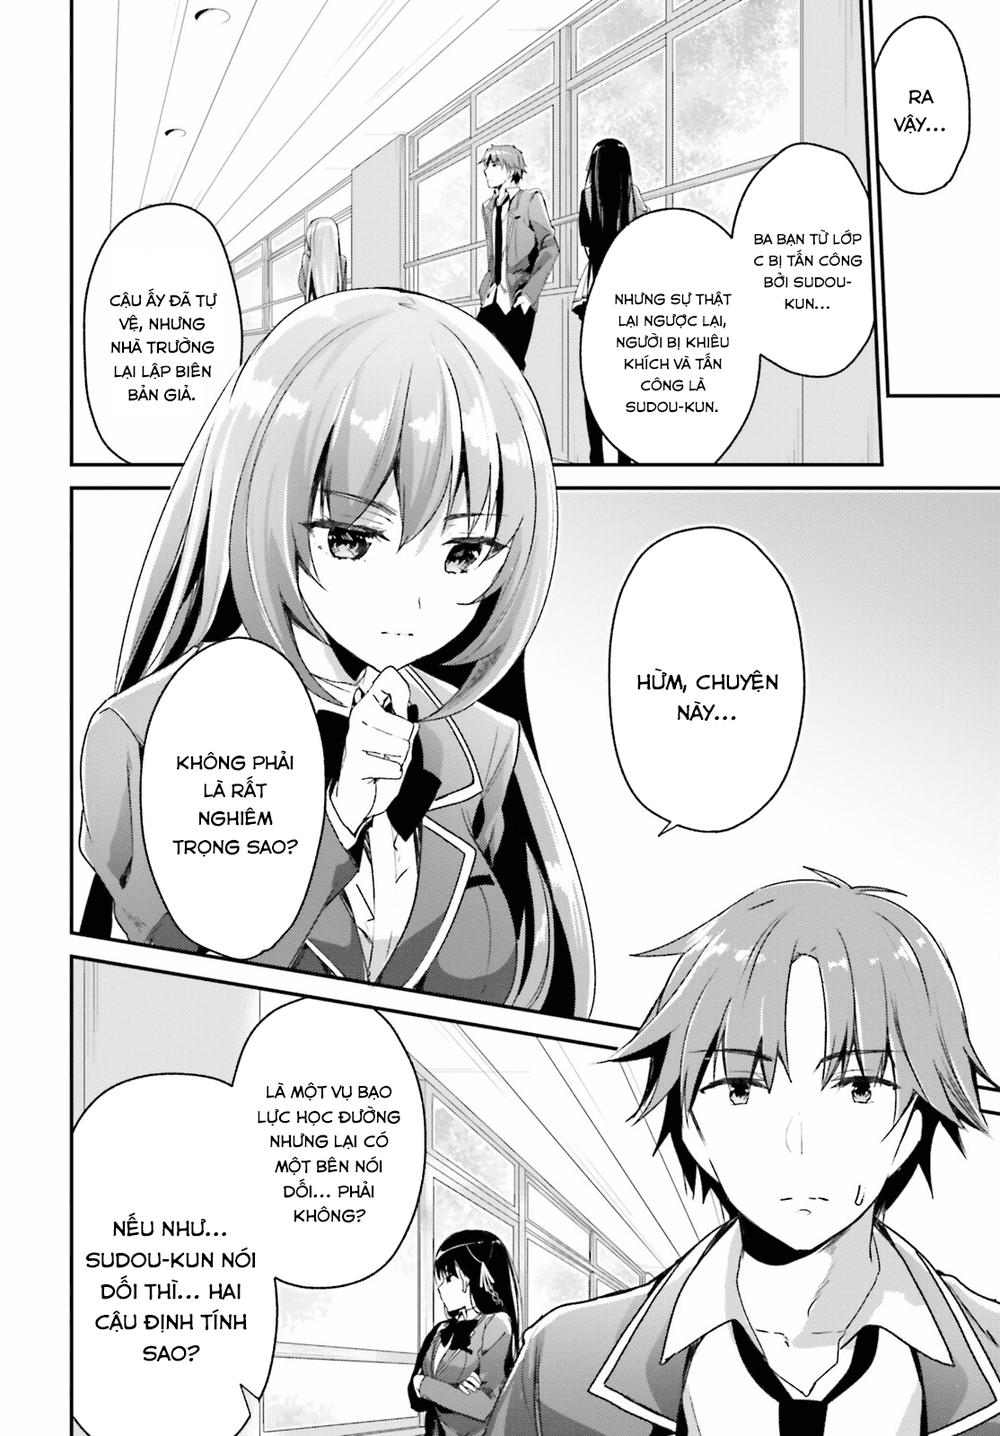 RA
VẬY...
BA BẠN TỪ LỚP
C BỊ TẤN CÔNG
BỞI SUDOU-
KUN...
NHƯNG SỰ THẬT
LẠI NGƯỢC LẠI,
NGƯỜI BỊ KHIÊU
KHÍCH VÀ TẤN
CÔNG LÀ
SUDOU-KUN.
CẬU ẤY ĐÃ TỰ
VỆ, NHƯNG
NHÀ TRƯỜNG
LẠI LẬP BIÊN
BẢN GIẢ.
HỪM, CHUYỆN
NÀY...
KHÔNG PHẢI
LÀ RẤT
NGHIÊM
TRỌNG SAO?
LÀ MỘT VỤ BẠO
LỰC HỌC ĐƯỜNG
NHƯNG LẠI CÓ
MỘT BÊN NÓI
DỐI... PHẢI
KHÔNG?
NẾU NHƯ...
SUDOU-KUN NÓI
DỐI THÌ... HAI
CẬU ĐỊNH TÍNH
SAO?